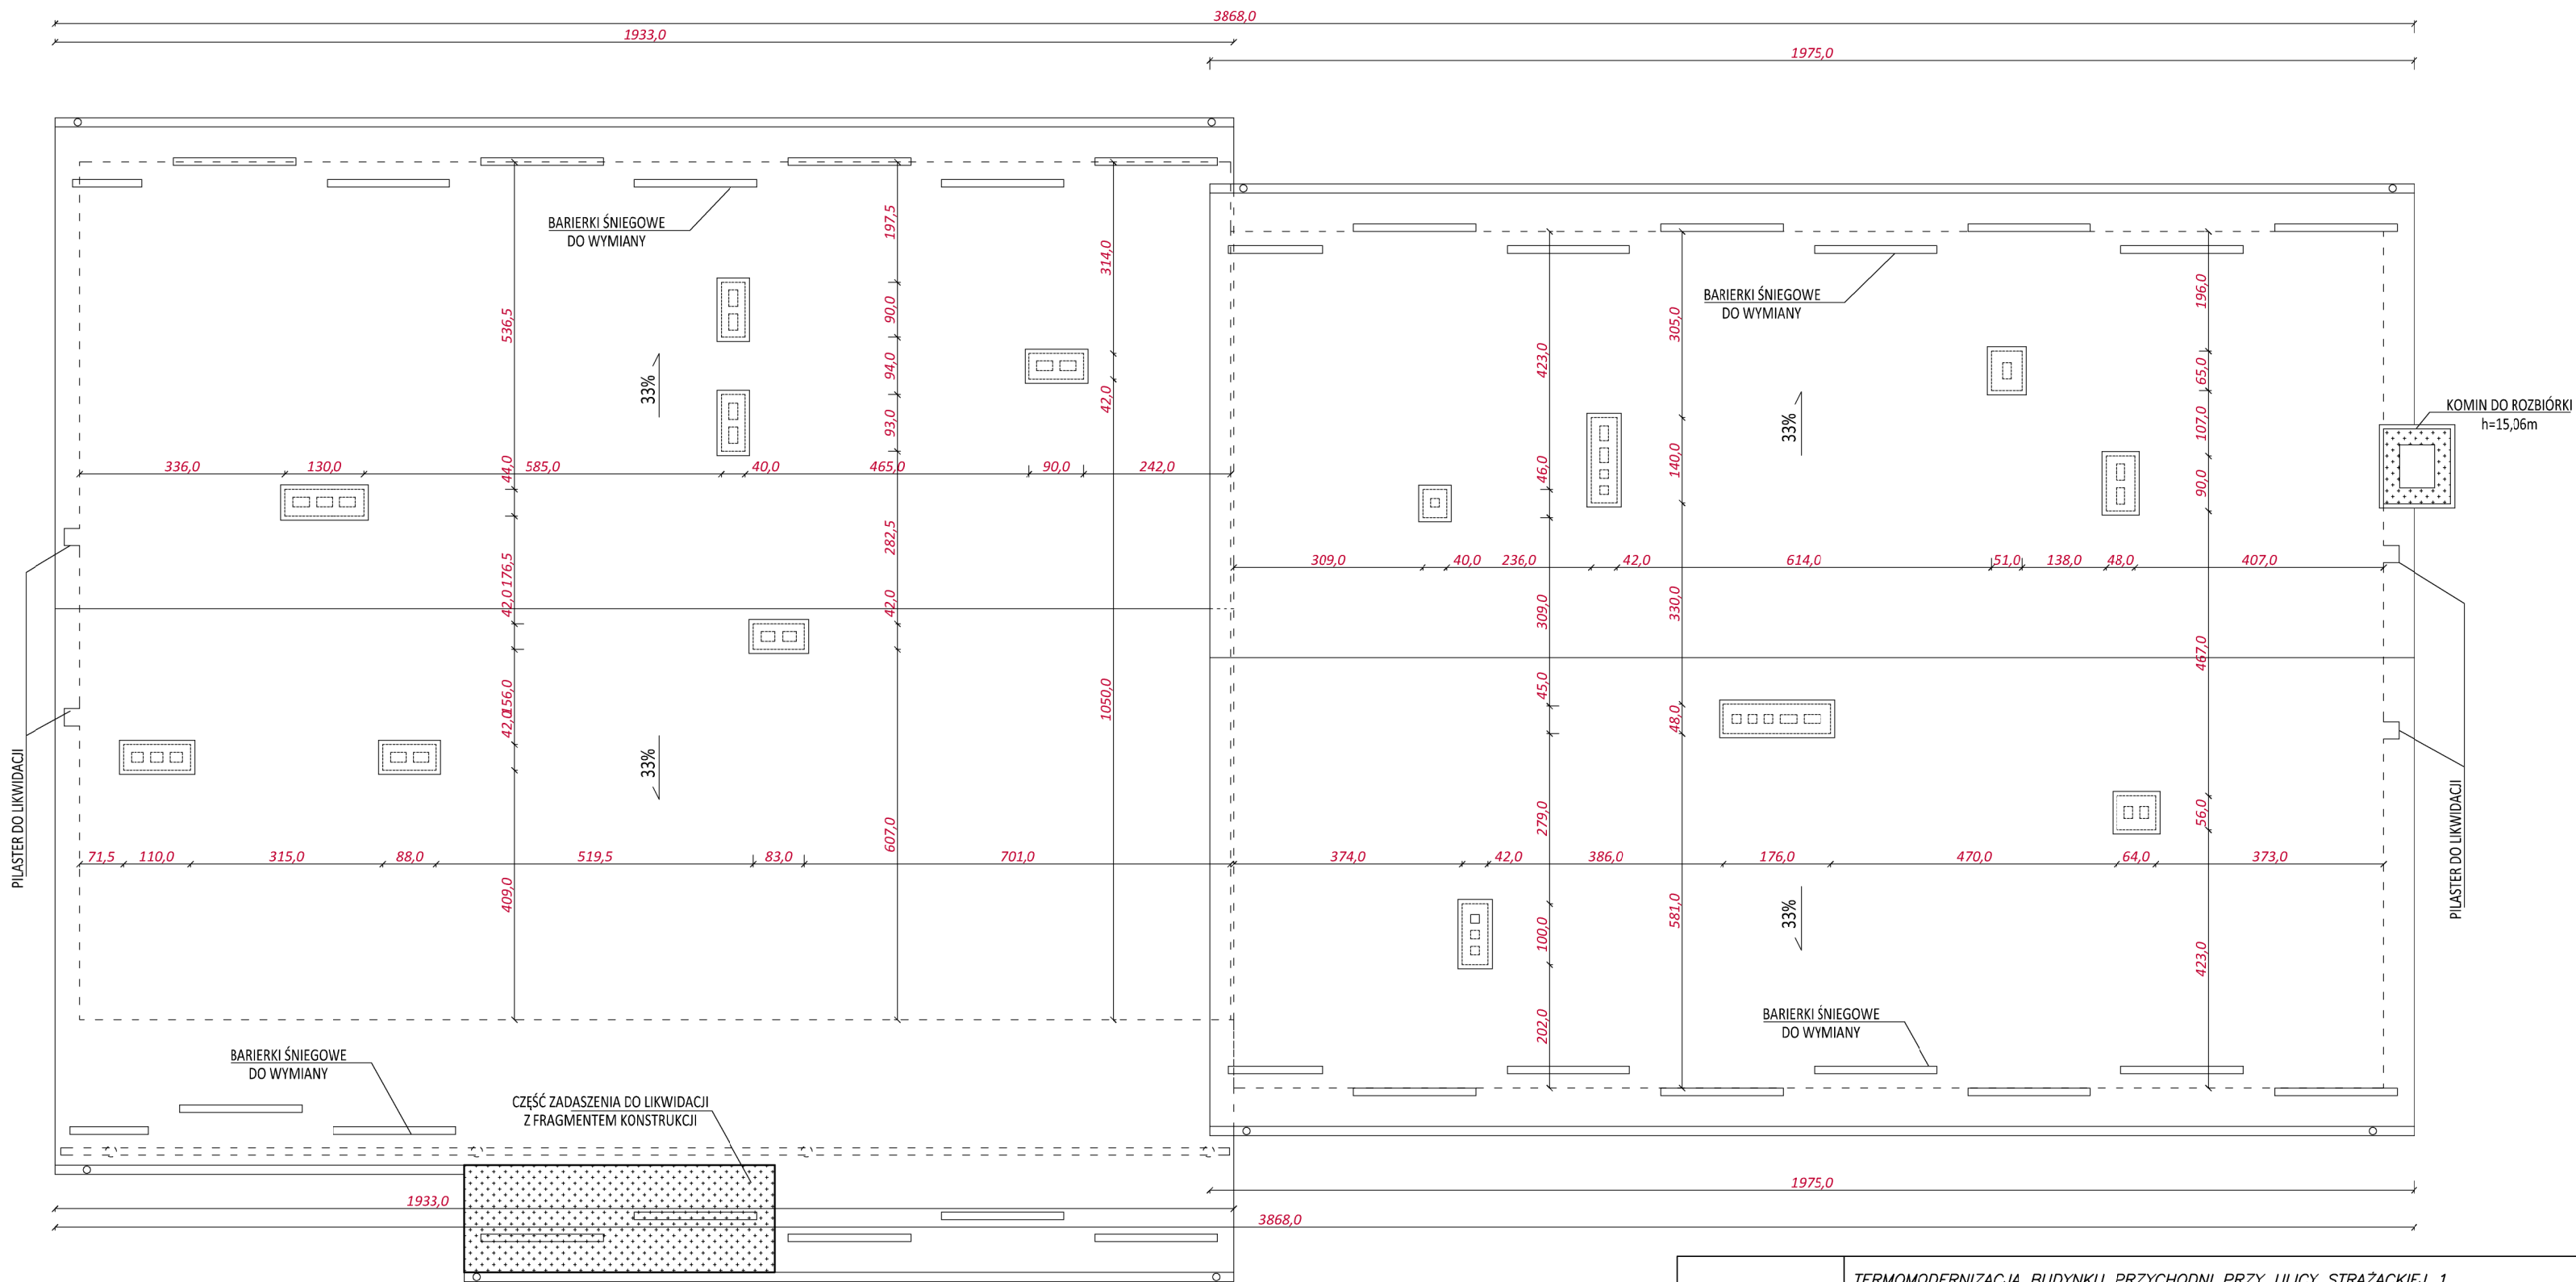 3868,0
1933,0
1975,0
BARIERKI ŚNIEGOWE
DO WYMIANY
197,5
314,0
536,5
90,0
94,0
93,0
42,0
33%
BARIERKI ŚNIEGOWE
DO WYMIANY
423,0
305,0
196,0
65,0
107,0
90,0
46,0
140,0
33%
KOMIN DO ROZBIÓRKI
h=15,06m
336,0 130,0 585,0 40,0 465,0 90,0 242,0
44,0
176,5
42,0
282,5
42,0
309,0 40,0 236,0 42,0 614,0 51,0 138,0 48,0 407,0
309,0
330,0
467,0
156,0
42,0
1050,0
45,0
48,0
33%
PILASTER DO LIKWIDACJI
PILASTER DO LIKWIDACJI
607,0
279,0
56,0
71,5 110,0 315,0 88,0 519,5 83,0 701,0 374,0 42,0 386,0 176,0 470,0 64,0 373,0
409,0
100,0
581,0
33%
423,0
202,0
BARIERKI ŚNIEGOWE
DO WYMIANY
BARIERKI ŚNIEGOWE
DO WYMIANY
CZĘŚĆ ZADASZENIA DO LIKWIDACJI
Z FRAGMENTEM KONSTRUKCJI
1933,0
1975,0
3868,0
TERMOMODERNIZACJA BUDYNKU PRZYCHODNI PRZY ULICY STRAŻACKIEJ 1